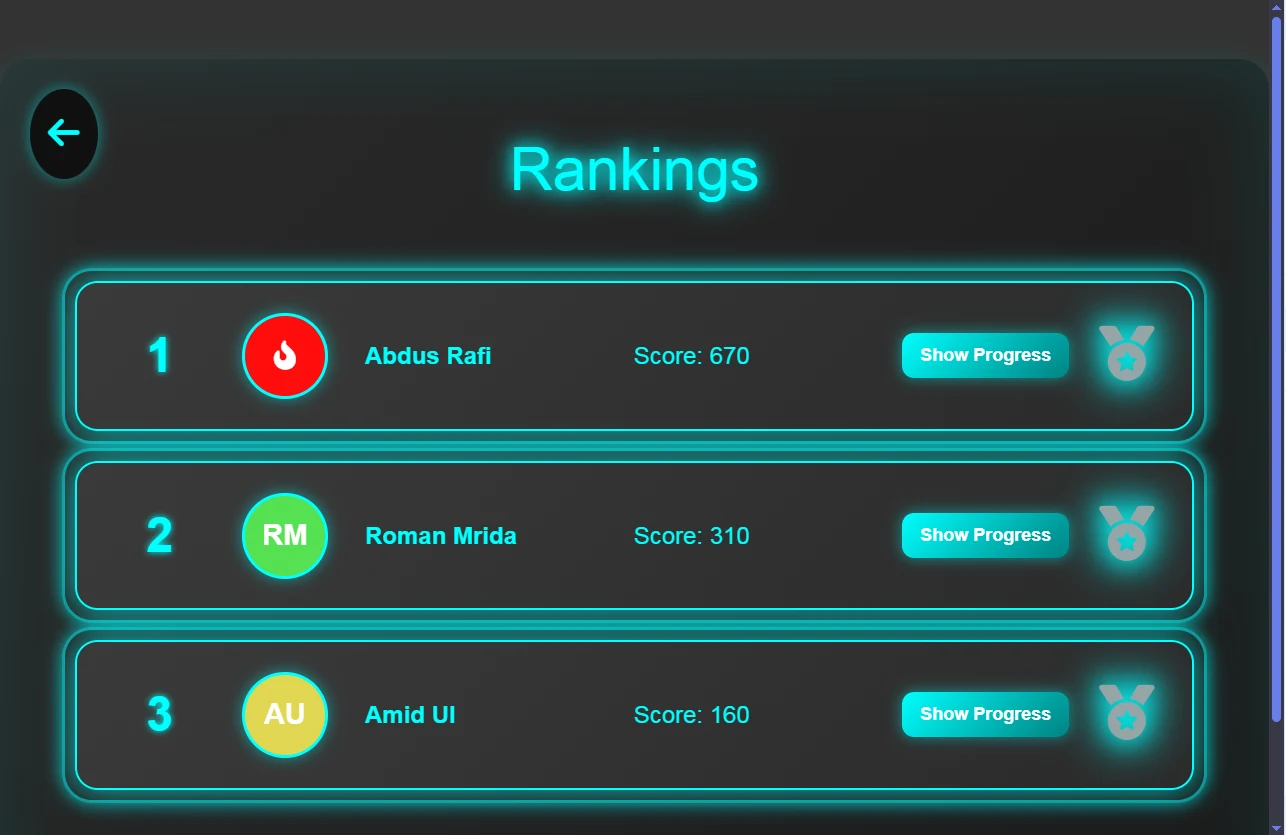 Rankings
1 Abdus Rafi Score: 670 Show Progress
2 RM Roman Mrida Score: 310 Show Progress
3 AU Amid UI Score: 160 Show Progress